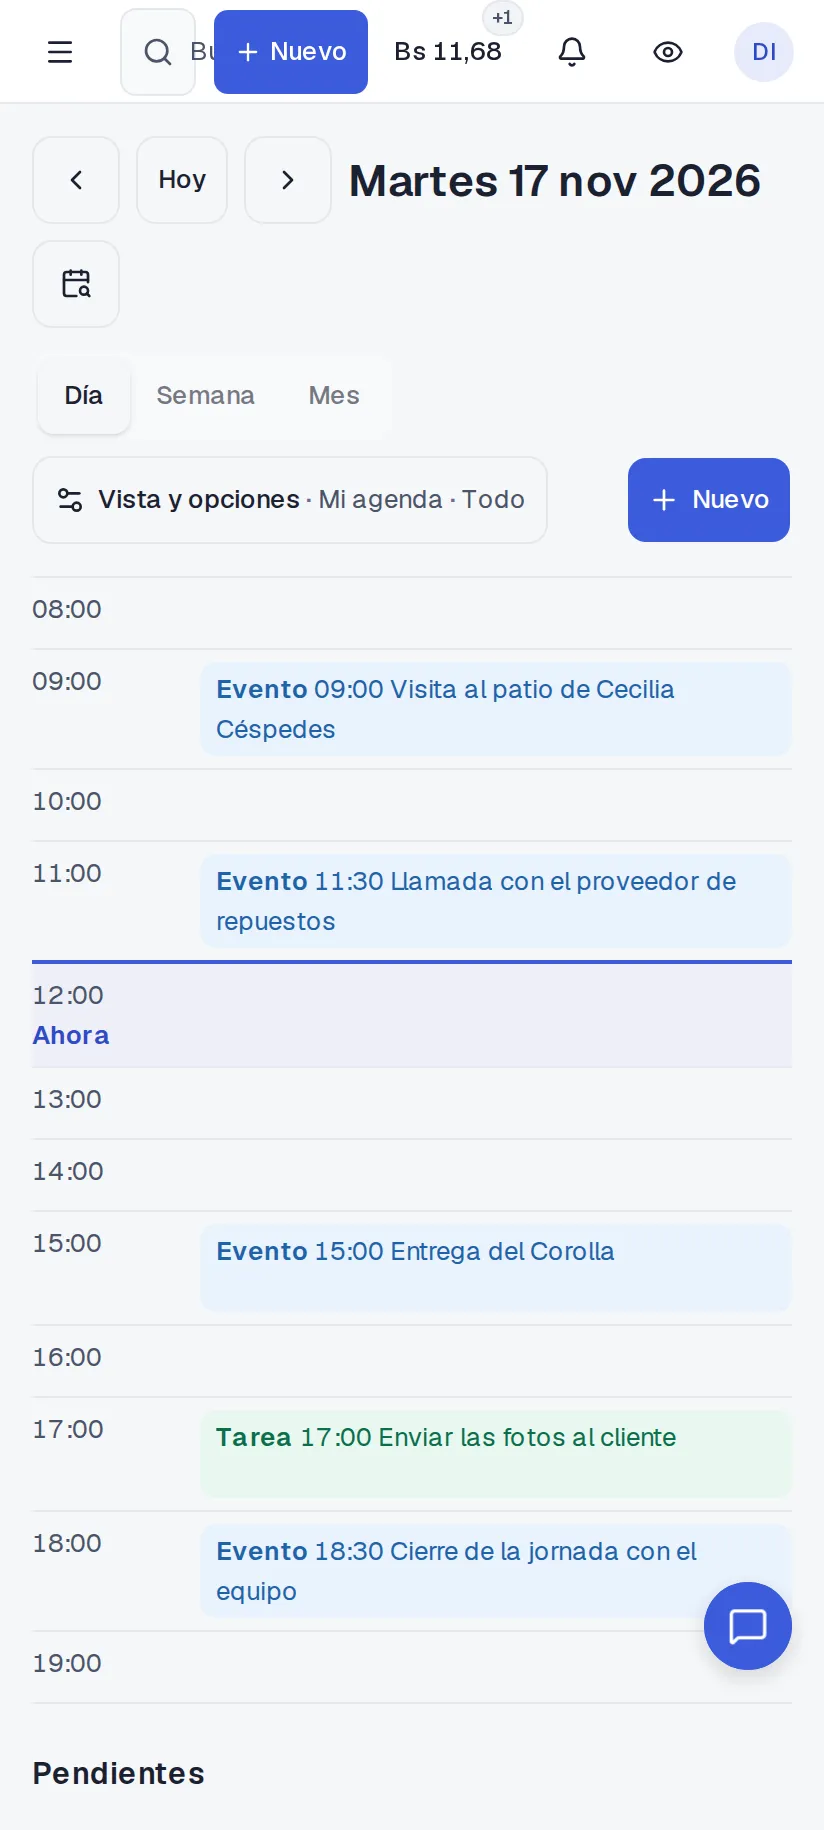 + Nuevo
Bs 11,68
+1
DI
Hoy
Martes 17 nov 2026
Día
Semana
Mes
Vista y opciones · Mi agenda · Todo
+ Nuevo
08:00
09:00
Evento 09:00 Visita al patio de Cecilia
Céspedes
10:00
11:00
Evento 11:30 Llamada con el proveedor de
repuestos
12:00
Ahora
13:00
14:00
15:00
Evento 15:00 Entrega del Corolla
16:00
17:00
Tarea 17:00 Enviar las fotos al cliente
18:00
Evento 18:30 Cierre de la jornada con el
equipo
19:00
Pendientes